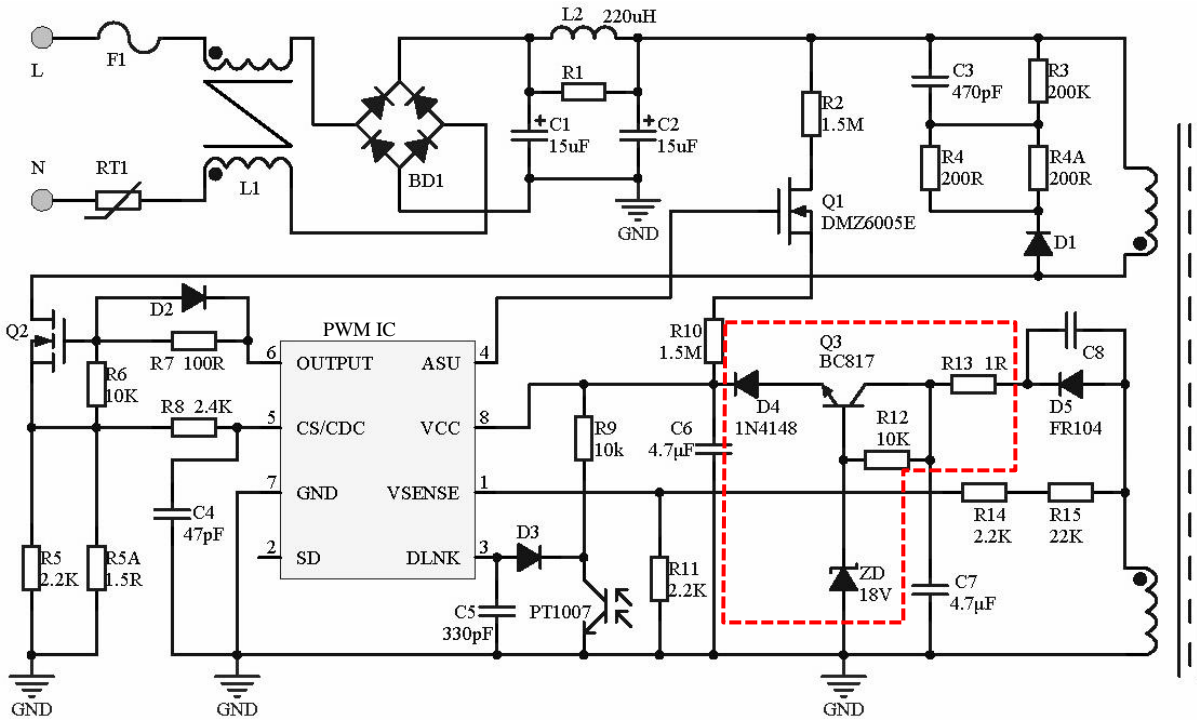 L2 220uH
L
F1
R1
C3
470pF
R3
200K
R2
1.5M
+
C1
15uF
+
C2
15uF
N
RT1
L1
BD1
R4
200R
R4A
200R
Q1
DMZ6005E
GND
D1
D2
Q2
R7 100R
R6
10K
R8 2.4K
PWM IC
6 OUTPUT
ASU 4
5 CS/CDC
VCC 8
7 GND
VSENSE 1
2 SD
DLNK 3
R10
1.5M
Q3
BC817
R13 1R
C8
D4
1N4148
D5
FR104
R12
10K
R9
10k
C6
4.7μF
C4
47pF
R14
2.2K
R15
22K
D3
R5
2.2K
R5A
1.5R
R11
2.2K
C5
330pF
PT1007
ZD
18V
C7
4.7μF
GND
GND
GND